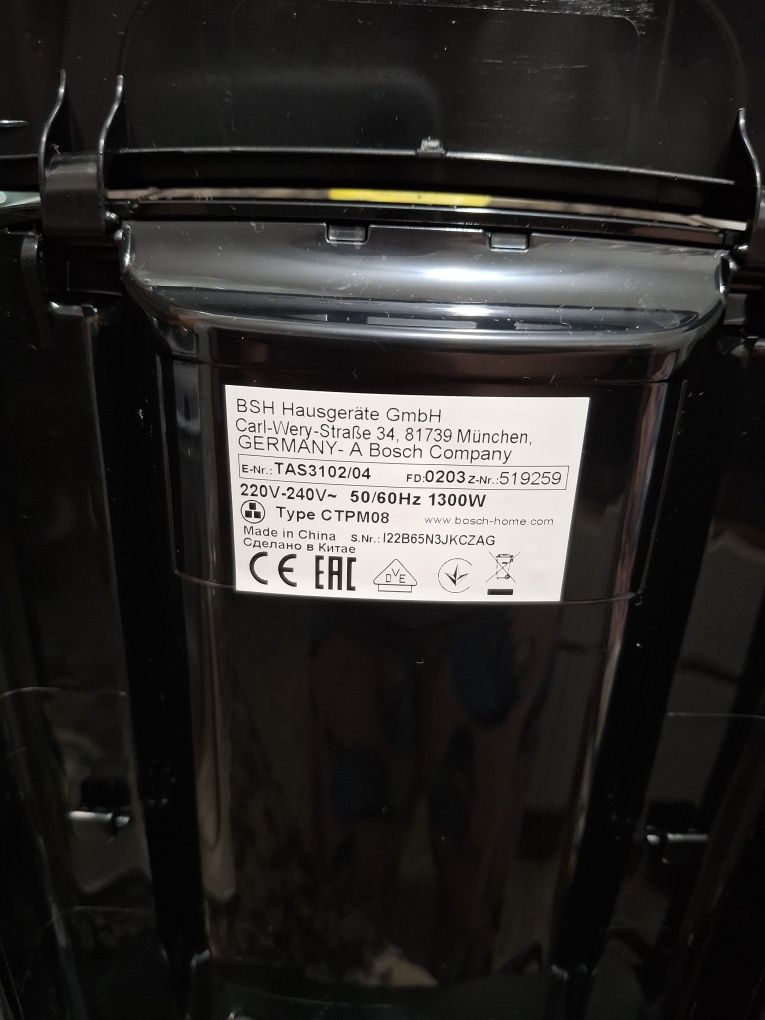 BSH Hausgeräte GmbH
Carl-Wery-Straße 34, 81739 München,
GERMANY- A Bosch Company
E-Nr.: TAS3102/04 FD: 0203 Z-Nr.: 519259
220V-240V~ 50/60Hz 1300W
Type CTPM08 www.bosch-home.com
Made in China S.Nr.: I22B65N3JKCZAG
Сделано в Китае
CE EAC DVE